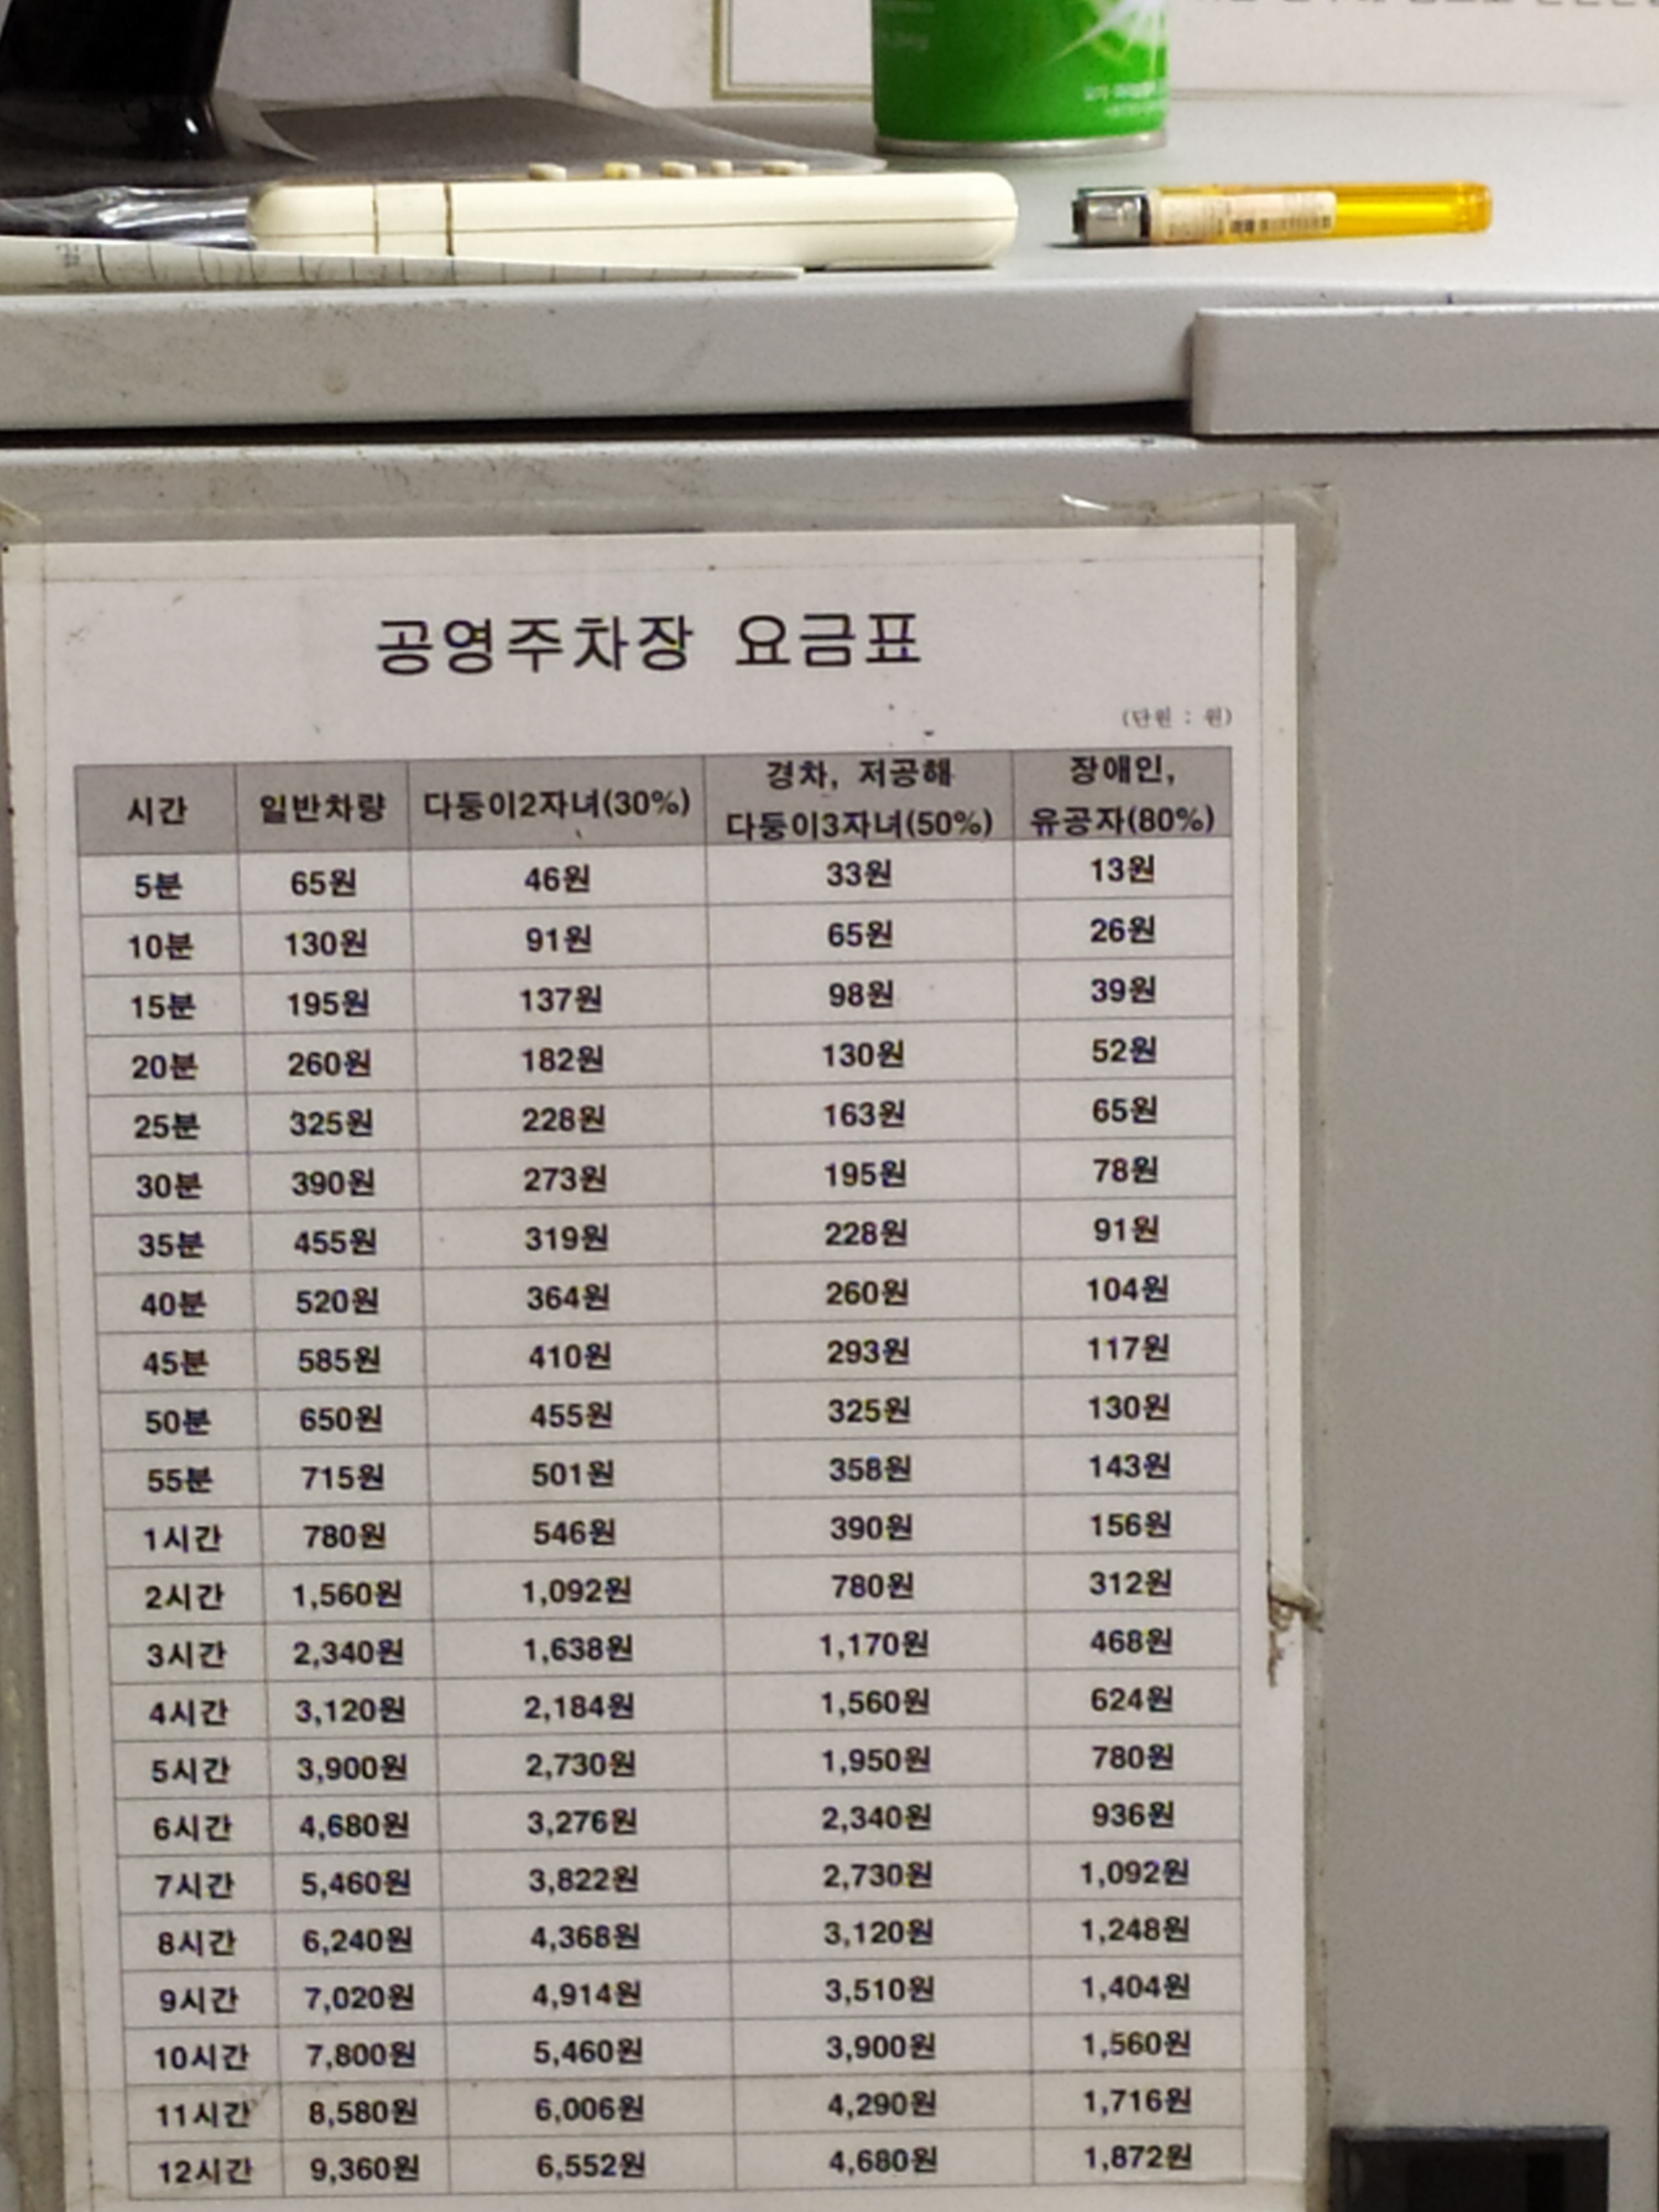 공영주차장 요금표
(단원 : 원)
시간 일반차량 다둥이2자녀(30%) 경차, 저공해 다둥이3자녀(50%) 장애인, 유공자(80%)
5분 65원 46원 33원 13원
10분 130원 91원 65원 26원
15분 195원 137원 98원 39원
20분 260원 182원 130원 52원
25분 325원 228원 163원 65원
30분 390원 273원 195원 78원
35분 455원 319원 228원 91원
40분 520원 364원 260원 104원
45분 585원 410원 293원 117원
50분 650원 455원 325원 130원
55분 715원 501원 358원 143원
1시간 780원 546원 390원 156원
2시간 1,560원 1,092원 780원 312원
3시간 2,340원 1,638원 1,170원 468원
4시간 3,120원 2,184원 1,560원 624원
5시간 3,900원 2,730원 1,950원 780원
6시간 4,680원 3,276원 2,340원 936원
7시간 5,460원 3,822원 2,730원 1,092원
8시간 6,240원 4,368원 3,120원 1,248원
9시간 7,020원 4,914원 3,510원 1,404원
10시간 7,800원 5,460원 3,900원 1,560원
11시간 8,580원 6,006원 4,290원 1,716원
12시간 9,360원 6,552원 4,680원 1,872원